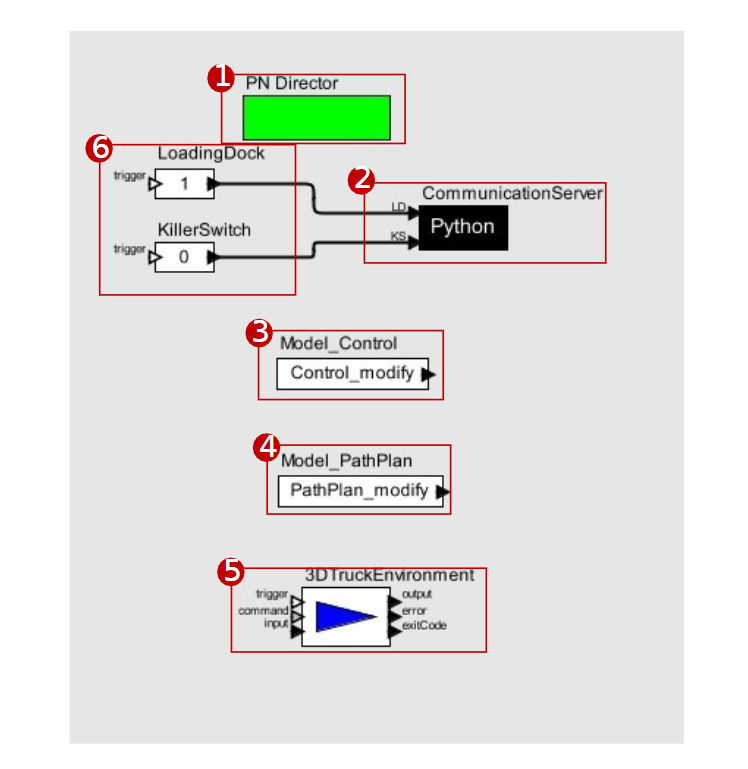 1
PN Director
6
LoadingDock
trigger
1
2
CommunicationServer
LD
Python
KillerSwitch
trigger
0
KS
3
Model_Control
Control_modify
4
Model_PathPlan
PathPlan_modify
5
3DTruckEnvironment
trigger
command
input
output
error
exitCode